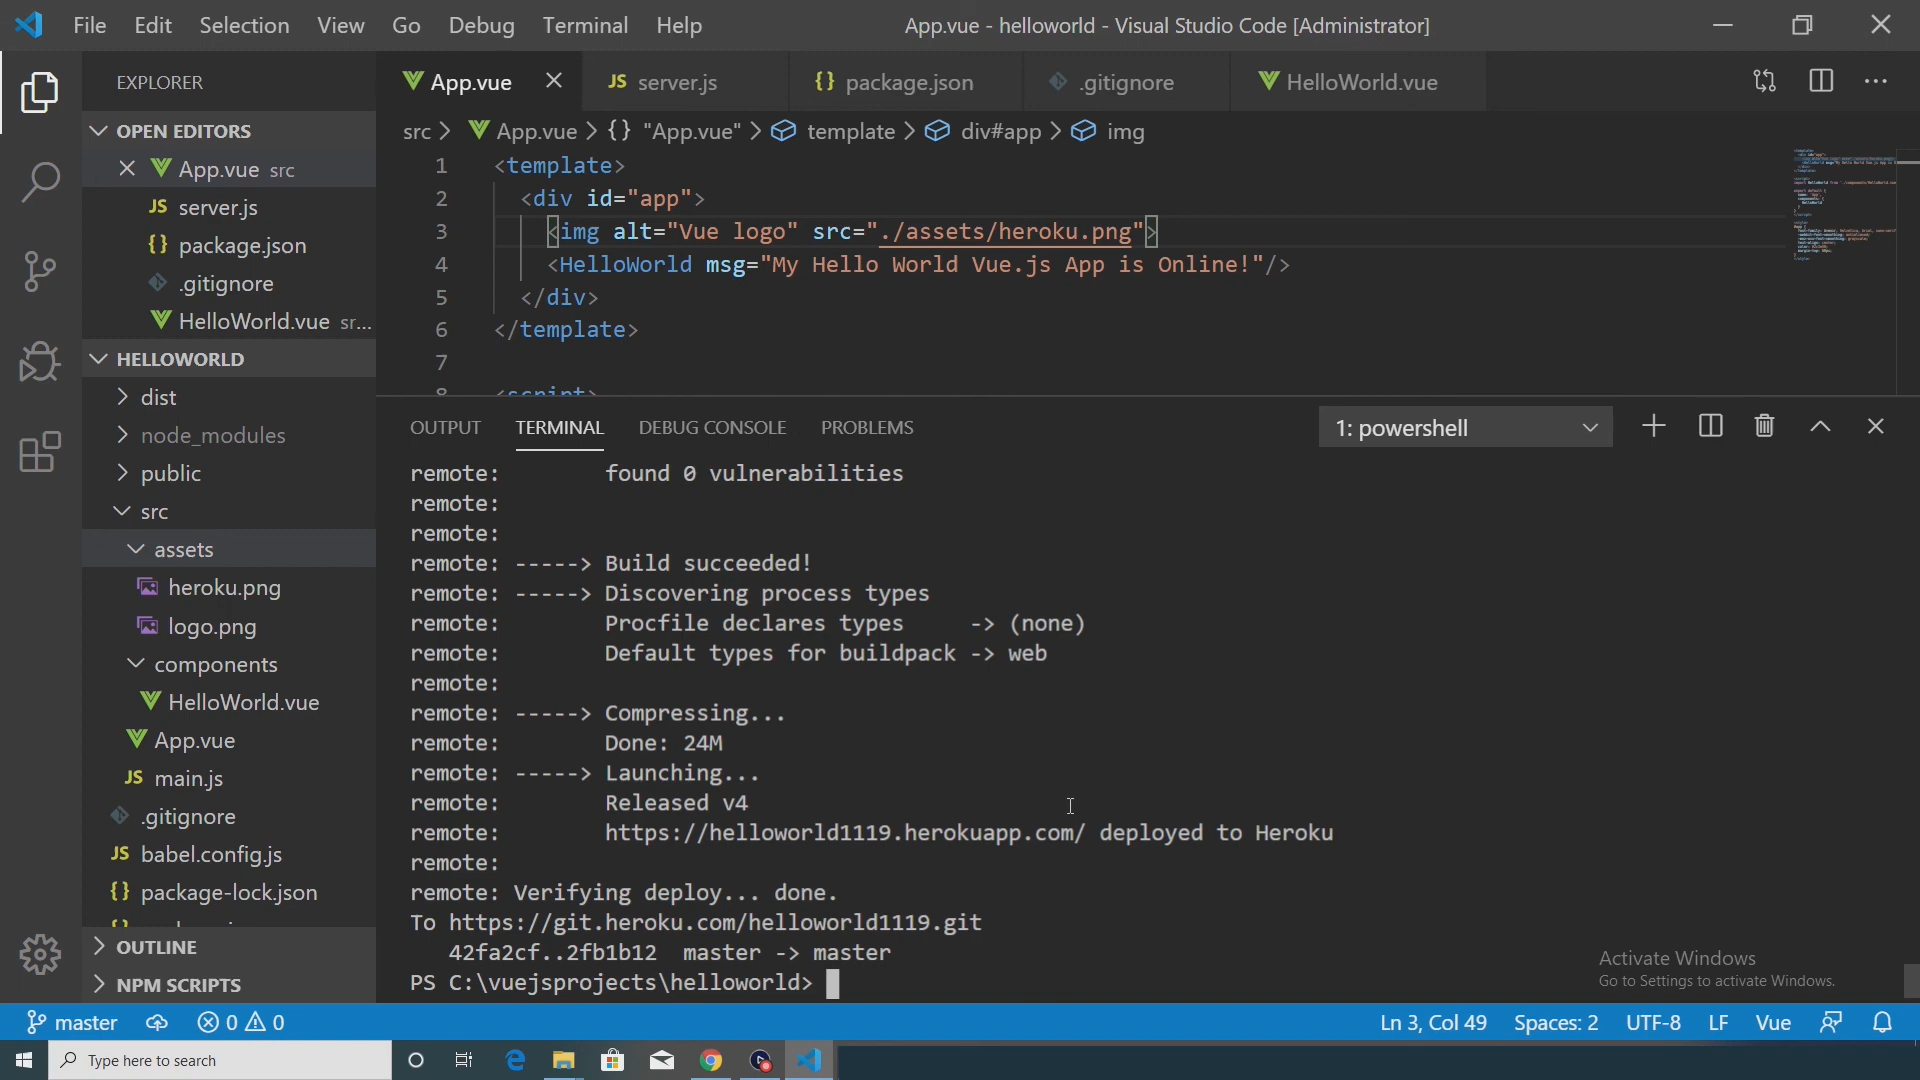 File Edit Selection View Go Debug Terminal Help App.vue - helloworld - Visual Studio Code [Administrator]
EXPLORER
App.vue JS server.js {} package.json .gitignore HelloWorld.vue
OPEN EDITORS
App.vue src
JS server.js
{} package.json
.gitignore
HelloWorld.vue sr...
HELLOWORLD
dist
node_modules
public
src
assets
heroku.png
logo.png
components
HelloWorld.vue
App.vue
JS main.js
.gitignore
JS babel.config.js
{} package-lock.json
OUTLINE
NPM SCRIPTS
src > App.vue > {} "App.vue" > template > div#app > img
1 <template>
2 <div id="app">
3 <img alt="Vue logo" src="./assets/heroku.png">
4 <HelloWorld msg="My Hello World Vue.js App is Online!"/>
5 </div>
6 </template>
7
8 <script>
OUTPUT TERMINAL DEBUG CONSOLE PROBLEMS 1: powershell
remote: found 0 vulnerabilities
remote:
remote:
remote: -----> Build succeeded!
remote: -----> Discovering process types
remote: Procfile declares types -> (none)
remote: Default types for buildpack -> web
remote:
remote: -----> Compressing...
remote: Done: 24M
remote: -----> Launching...
remote: Released v4
remote: https://helloworld1119.herokuapp.com/ deployed to Heroku
remote:
remote: Verifying deploy... done.
To https://git.heroku.com/helloworld1119.git
42fa2cf..2fb1b12 master -> master
PS C:\vuejsprojects\helloworld>
Activate Windows
Go to Settings to activate Windows.
master 0 0 Ln 3, Col 49 Spaces: 2 UTF-8 LF Vue
Type here to search